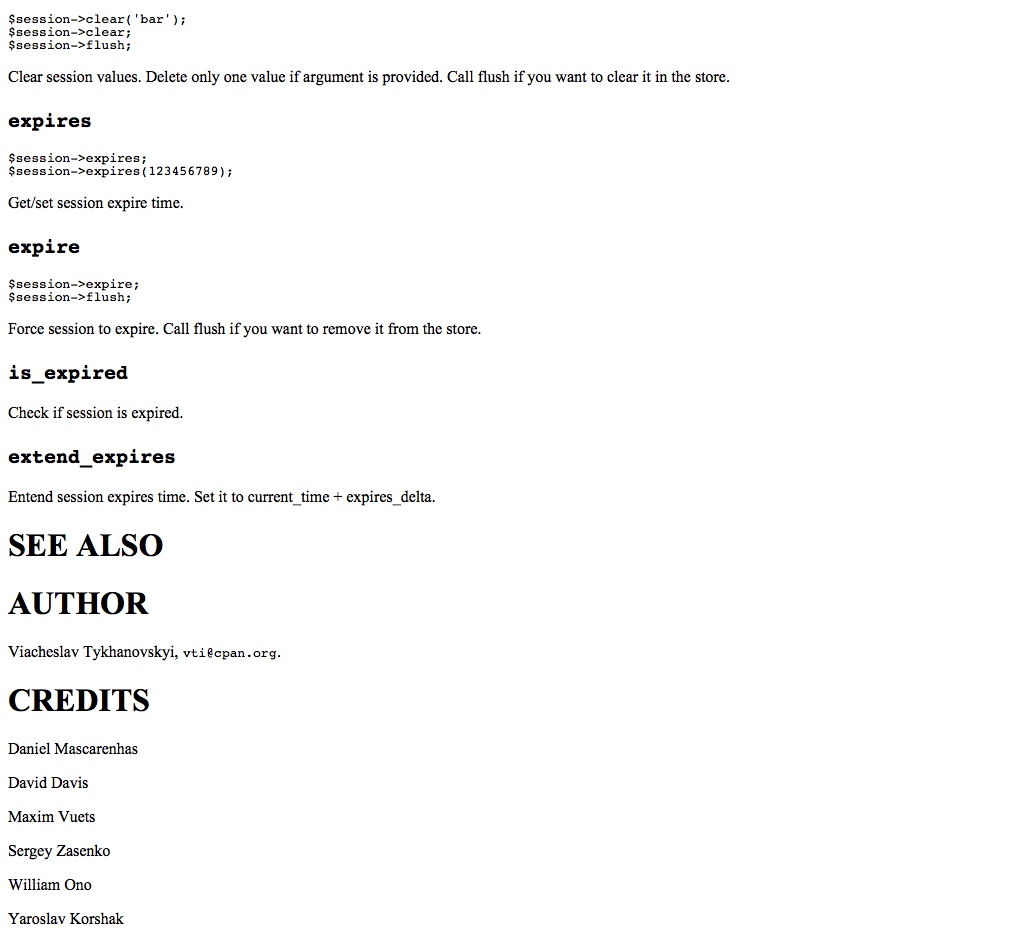 $session->clear('bar');
$session->clear;
$session->flush;
Clear session values. Delete only one value if argument is provided. Call flush if you want to clear it in the store.
expires
$session->expires;
$session->expires(123456789);
Get/set session expire time.
expire
$session->expire;
$session->flush;
Force session to expire. Call flush if you want to remove it from the store.
is_expired
Check if session is expired.
extend_expires
Entend session expires time. Set it to current_time + expires_delta.
SEE ALSO
AUTHOR
Viacheslav Tykhanovskyi, vti@cpan.org.
CREDITS
Daniel Mascarenhas
David Davis
Maxim Vuets
Sergey Zasenko
William Ono
Yaroslav Korshak